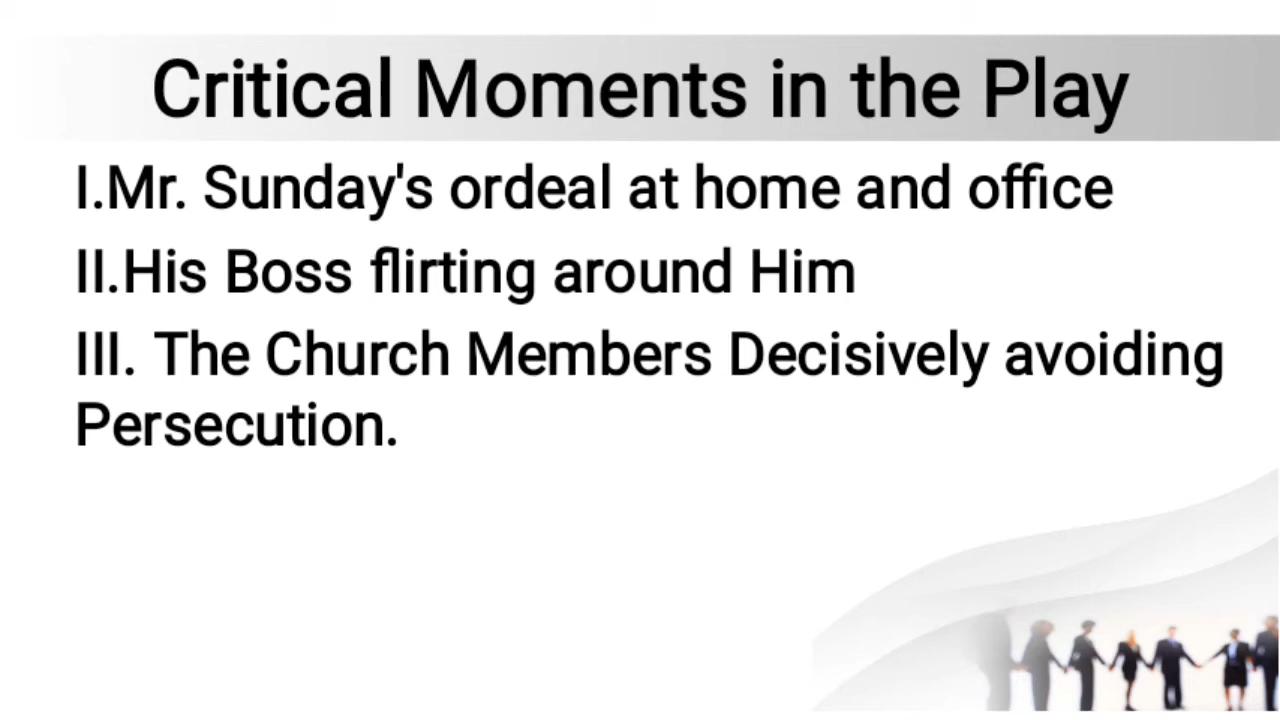 Critical Moments in the Play
I.Mr. Sunday's ordeal at home and office
II.His Boss flirting around Him
III. The Church Members Decisively avoiding
Persecution.